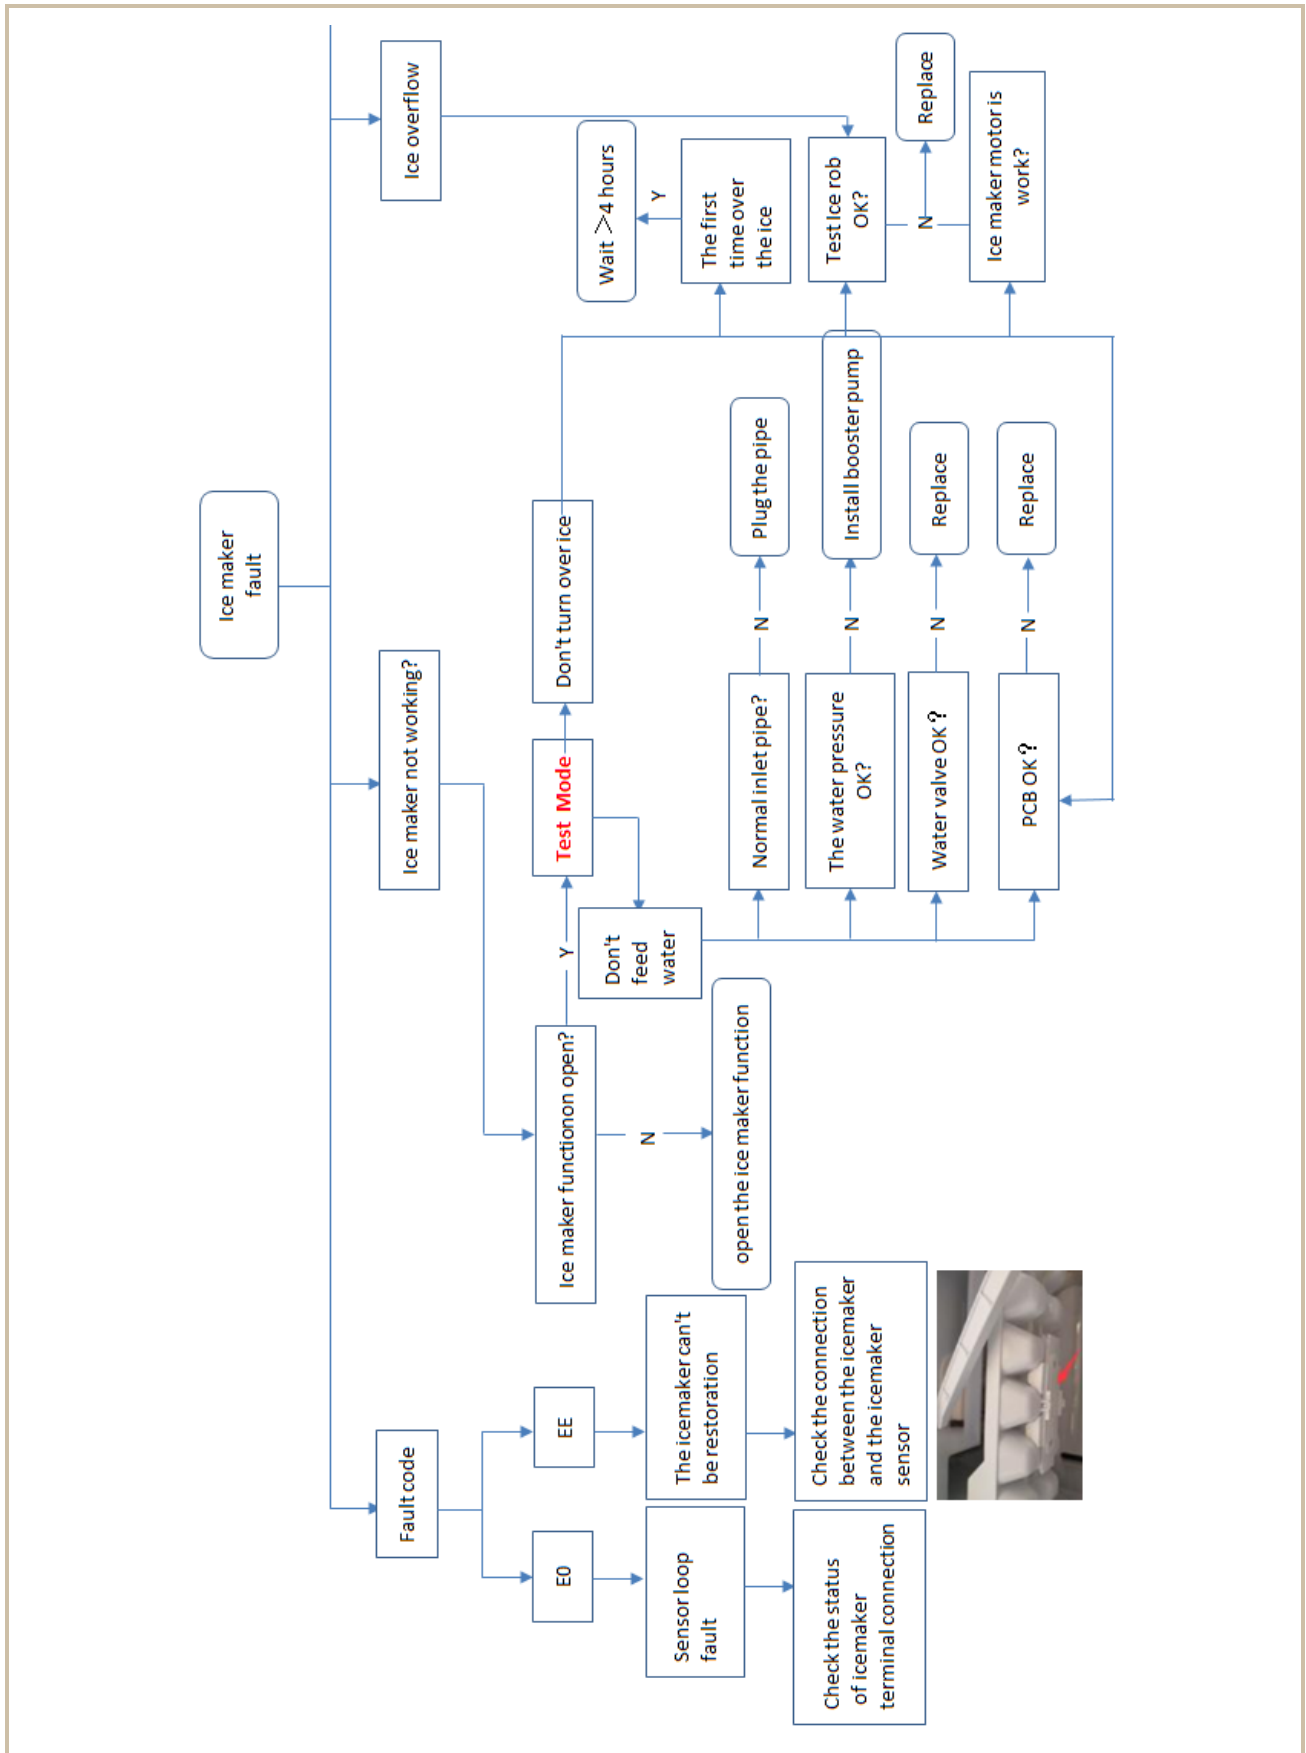 Ice maker
fault
Fault code
Ice maker not working?
Ice overflow
E0
EE
Ice maker functionon open?
Y
Test Mode
Don't turn over ice
Sensor loop
fault
The icemaker can't
be restoration
N
open the ice maker function
Don't
feed
water
Wait >4 hours
Y
The first
time over
the ice
Check the status
of icemaker
terminal connection
Check the connection
between the icemaker
and the icemaker
sensor
Normal inlet pipe?
N
Plug the pipe
The water pressure
OK?
N
Install booster pump
Test Ice rob
OK?
Water valve OK?
N
Replace
N
Replace
PCB OK?
N
Replace
Ice maker motor is
work?